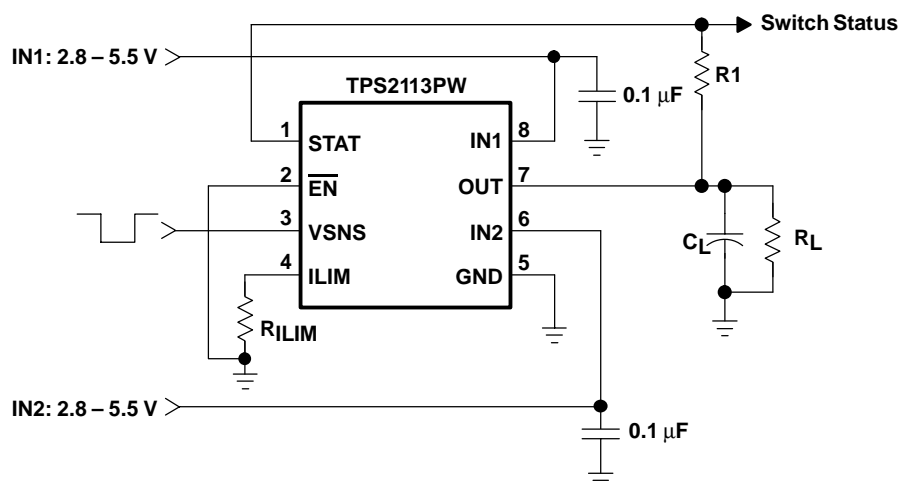 Switch Status
IN1: 2.8 – 5.5 V
R1
TPS2113PW
0.1 μF
1 STAT IN1 8
2 E̅N̅ OUT 7
3 VSNS IN2 6
4 ILIM GND 5
CL RL
RILIM
IN2: 2.8 – 5.5 V
0.1 μF